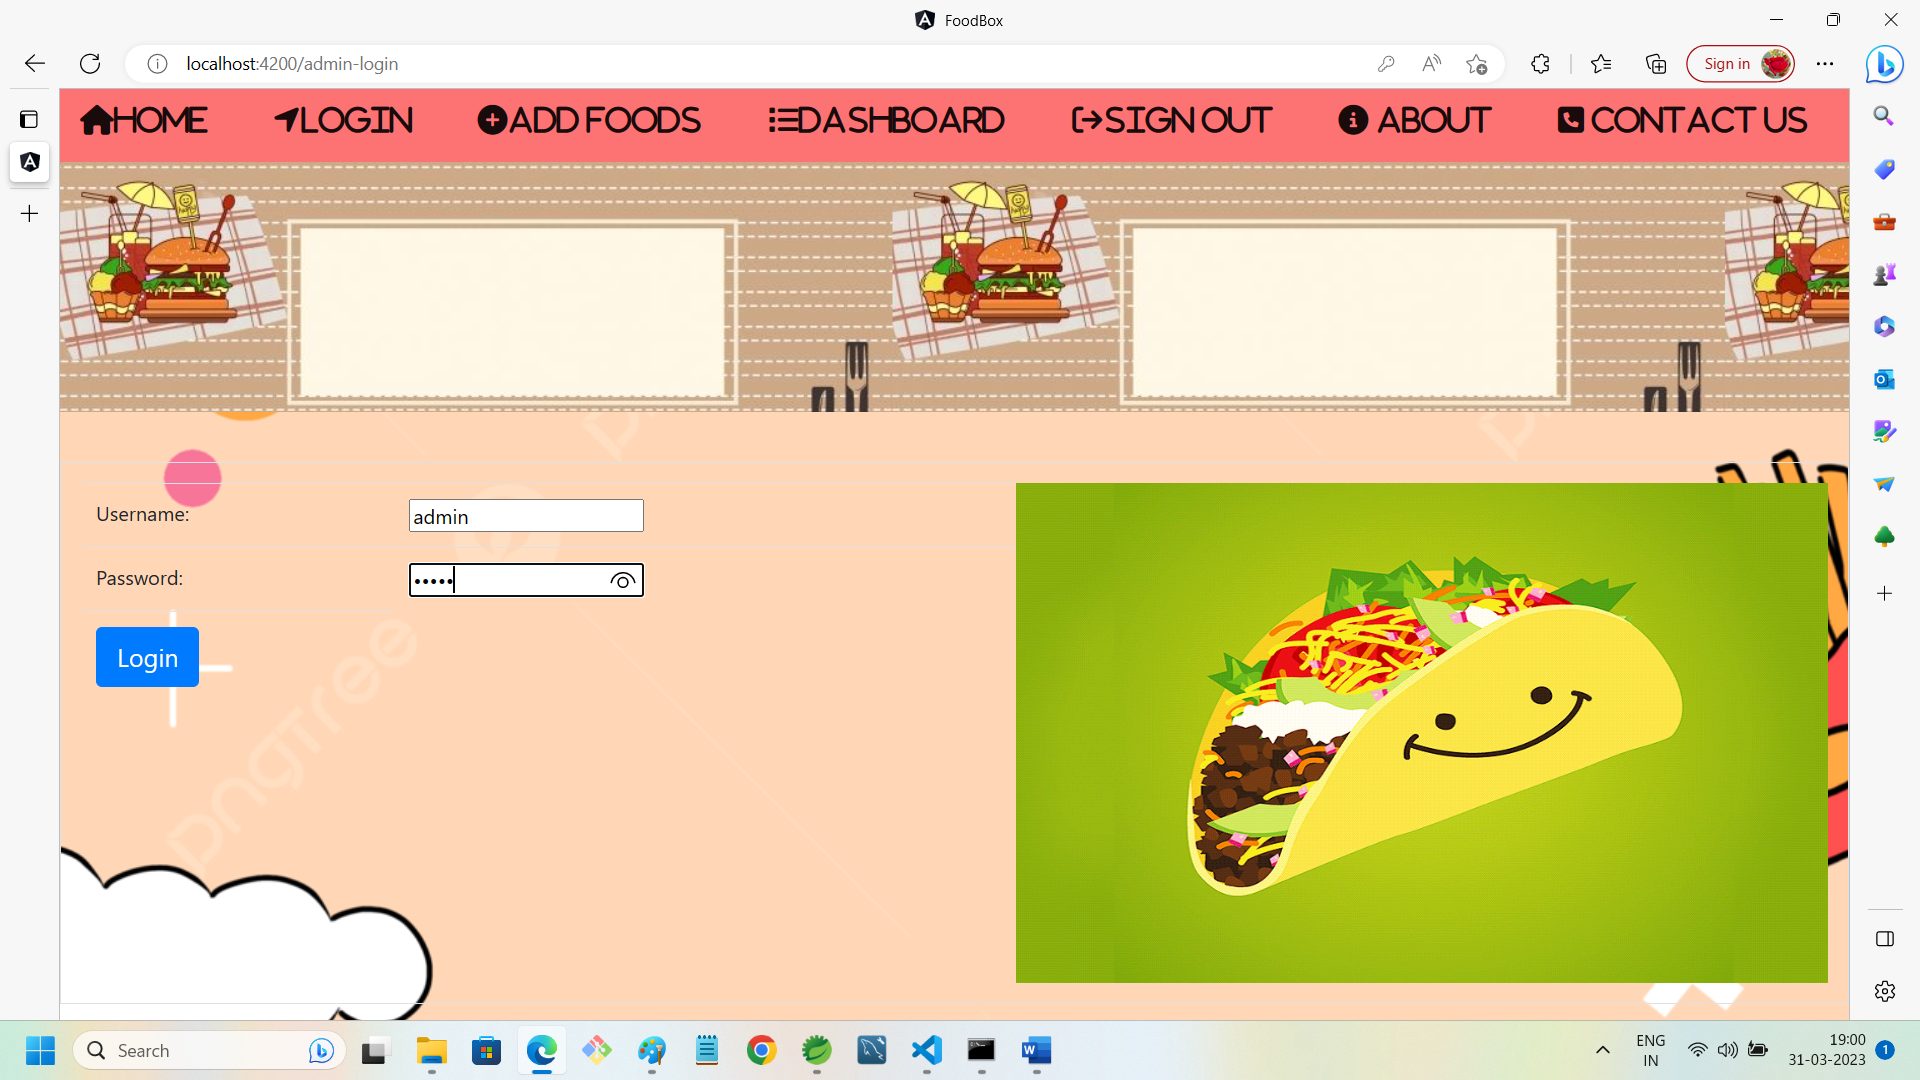 FoodBox
localhost:4200/admin-login
Sign in
HOME LOGIN ADD FOODS DASHBOARD SIGN OUT ABOUT CONTACT US
Username: admin
Password: •••••
Login
pngtree
Search
ENG
IN
19:00
31-03-2023
1